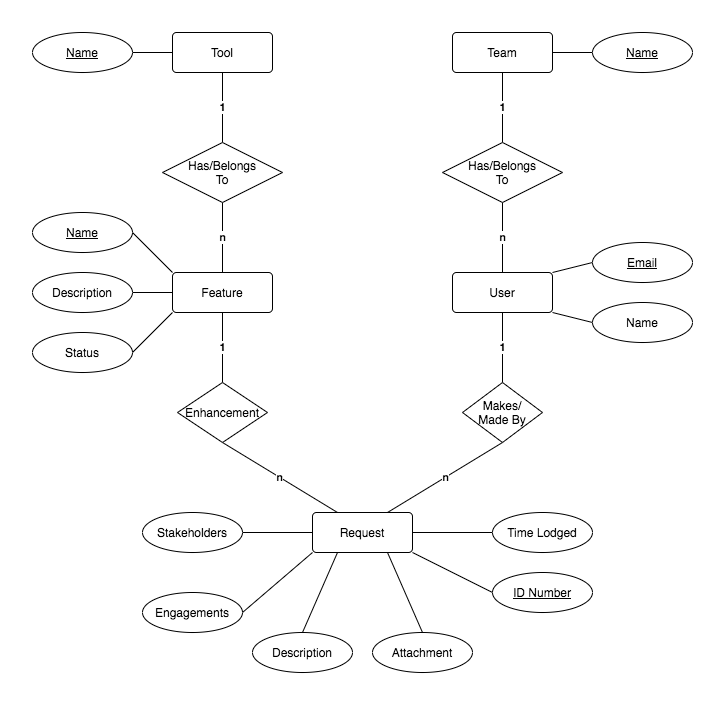 Name
Tool
Team
Name
1
1
Has/Belongs
To
Has/Belongs
To
n
n
Name
Email
Description
Feature
User
Name
Status
1
1
Enhancement
Makes/
Made By
n
n
Stakeholders
Request
Time Lodged
Engagements
ID Number
Description
Attachment